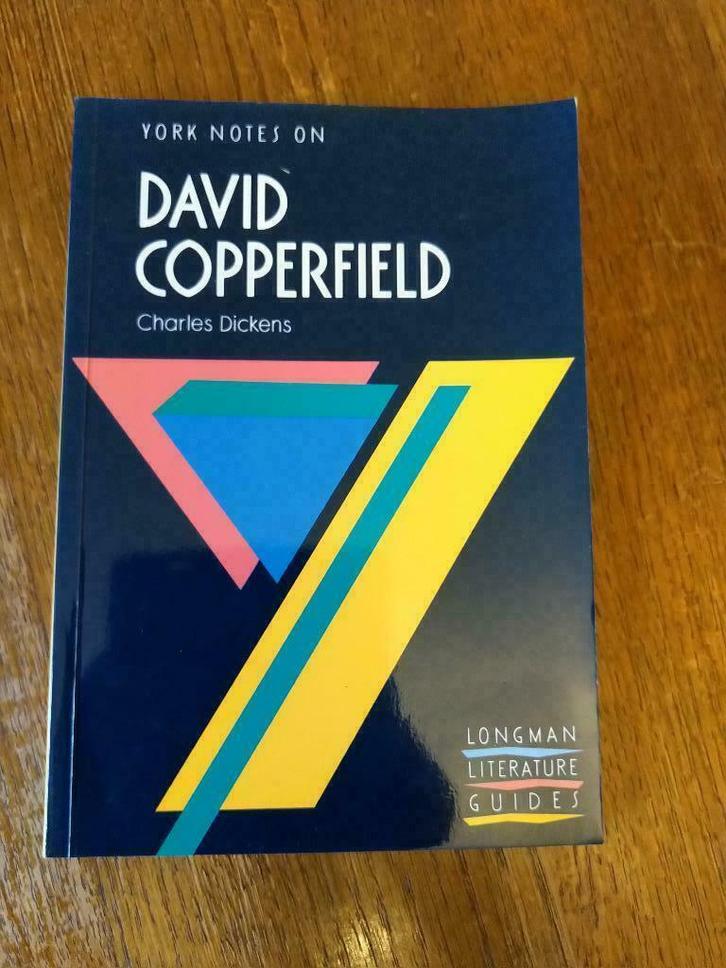 YORK NOTES ON
DAVID
COPPERFIELD
Charles Dickens
LONGMAN
LITERATURE
GUIDES